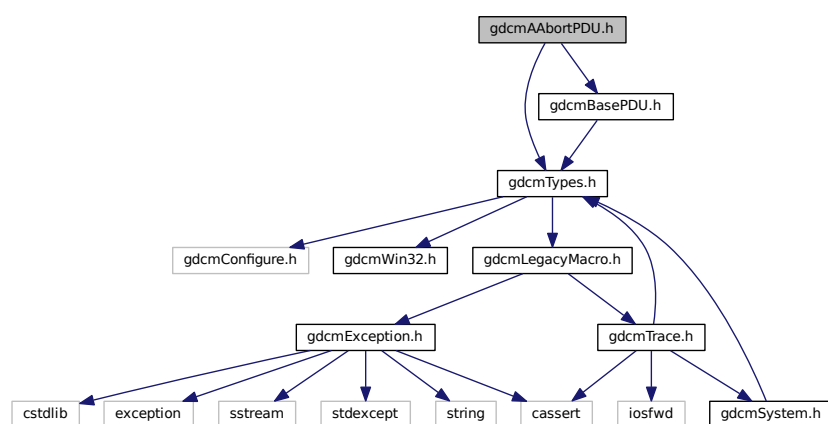 gdcmAAbortPDU.h
gdcmBasePDU.h
gdcmTypes.h
gdcmConfigure.h
gdcmWin32.h
gdcmLegacyMacro.h
gdcmException.h
gdcmTrace.h
cstdlib
exception
sstream
stdexcept
string
cassert
iosfwd
gdcmSystem.h